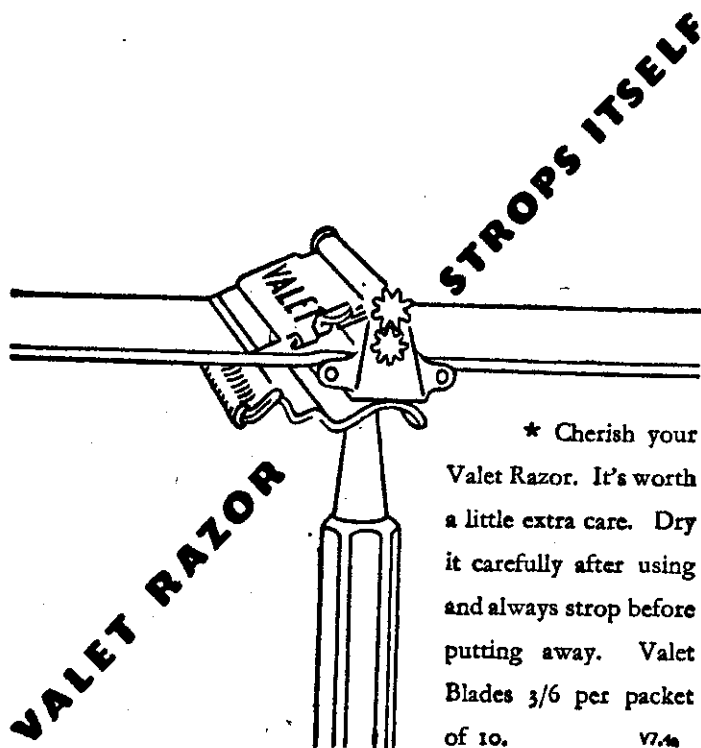 STROPS ITSELF
VALET
VALET RAZOR
★ Cherish your
Valet Razor. It's worth
a little extra care. Dry
it carefully after using
and always strop before
putting away. Valet
Blades 3/6 per packet
of 10.